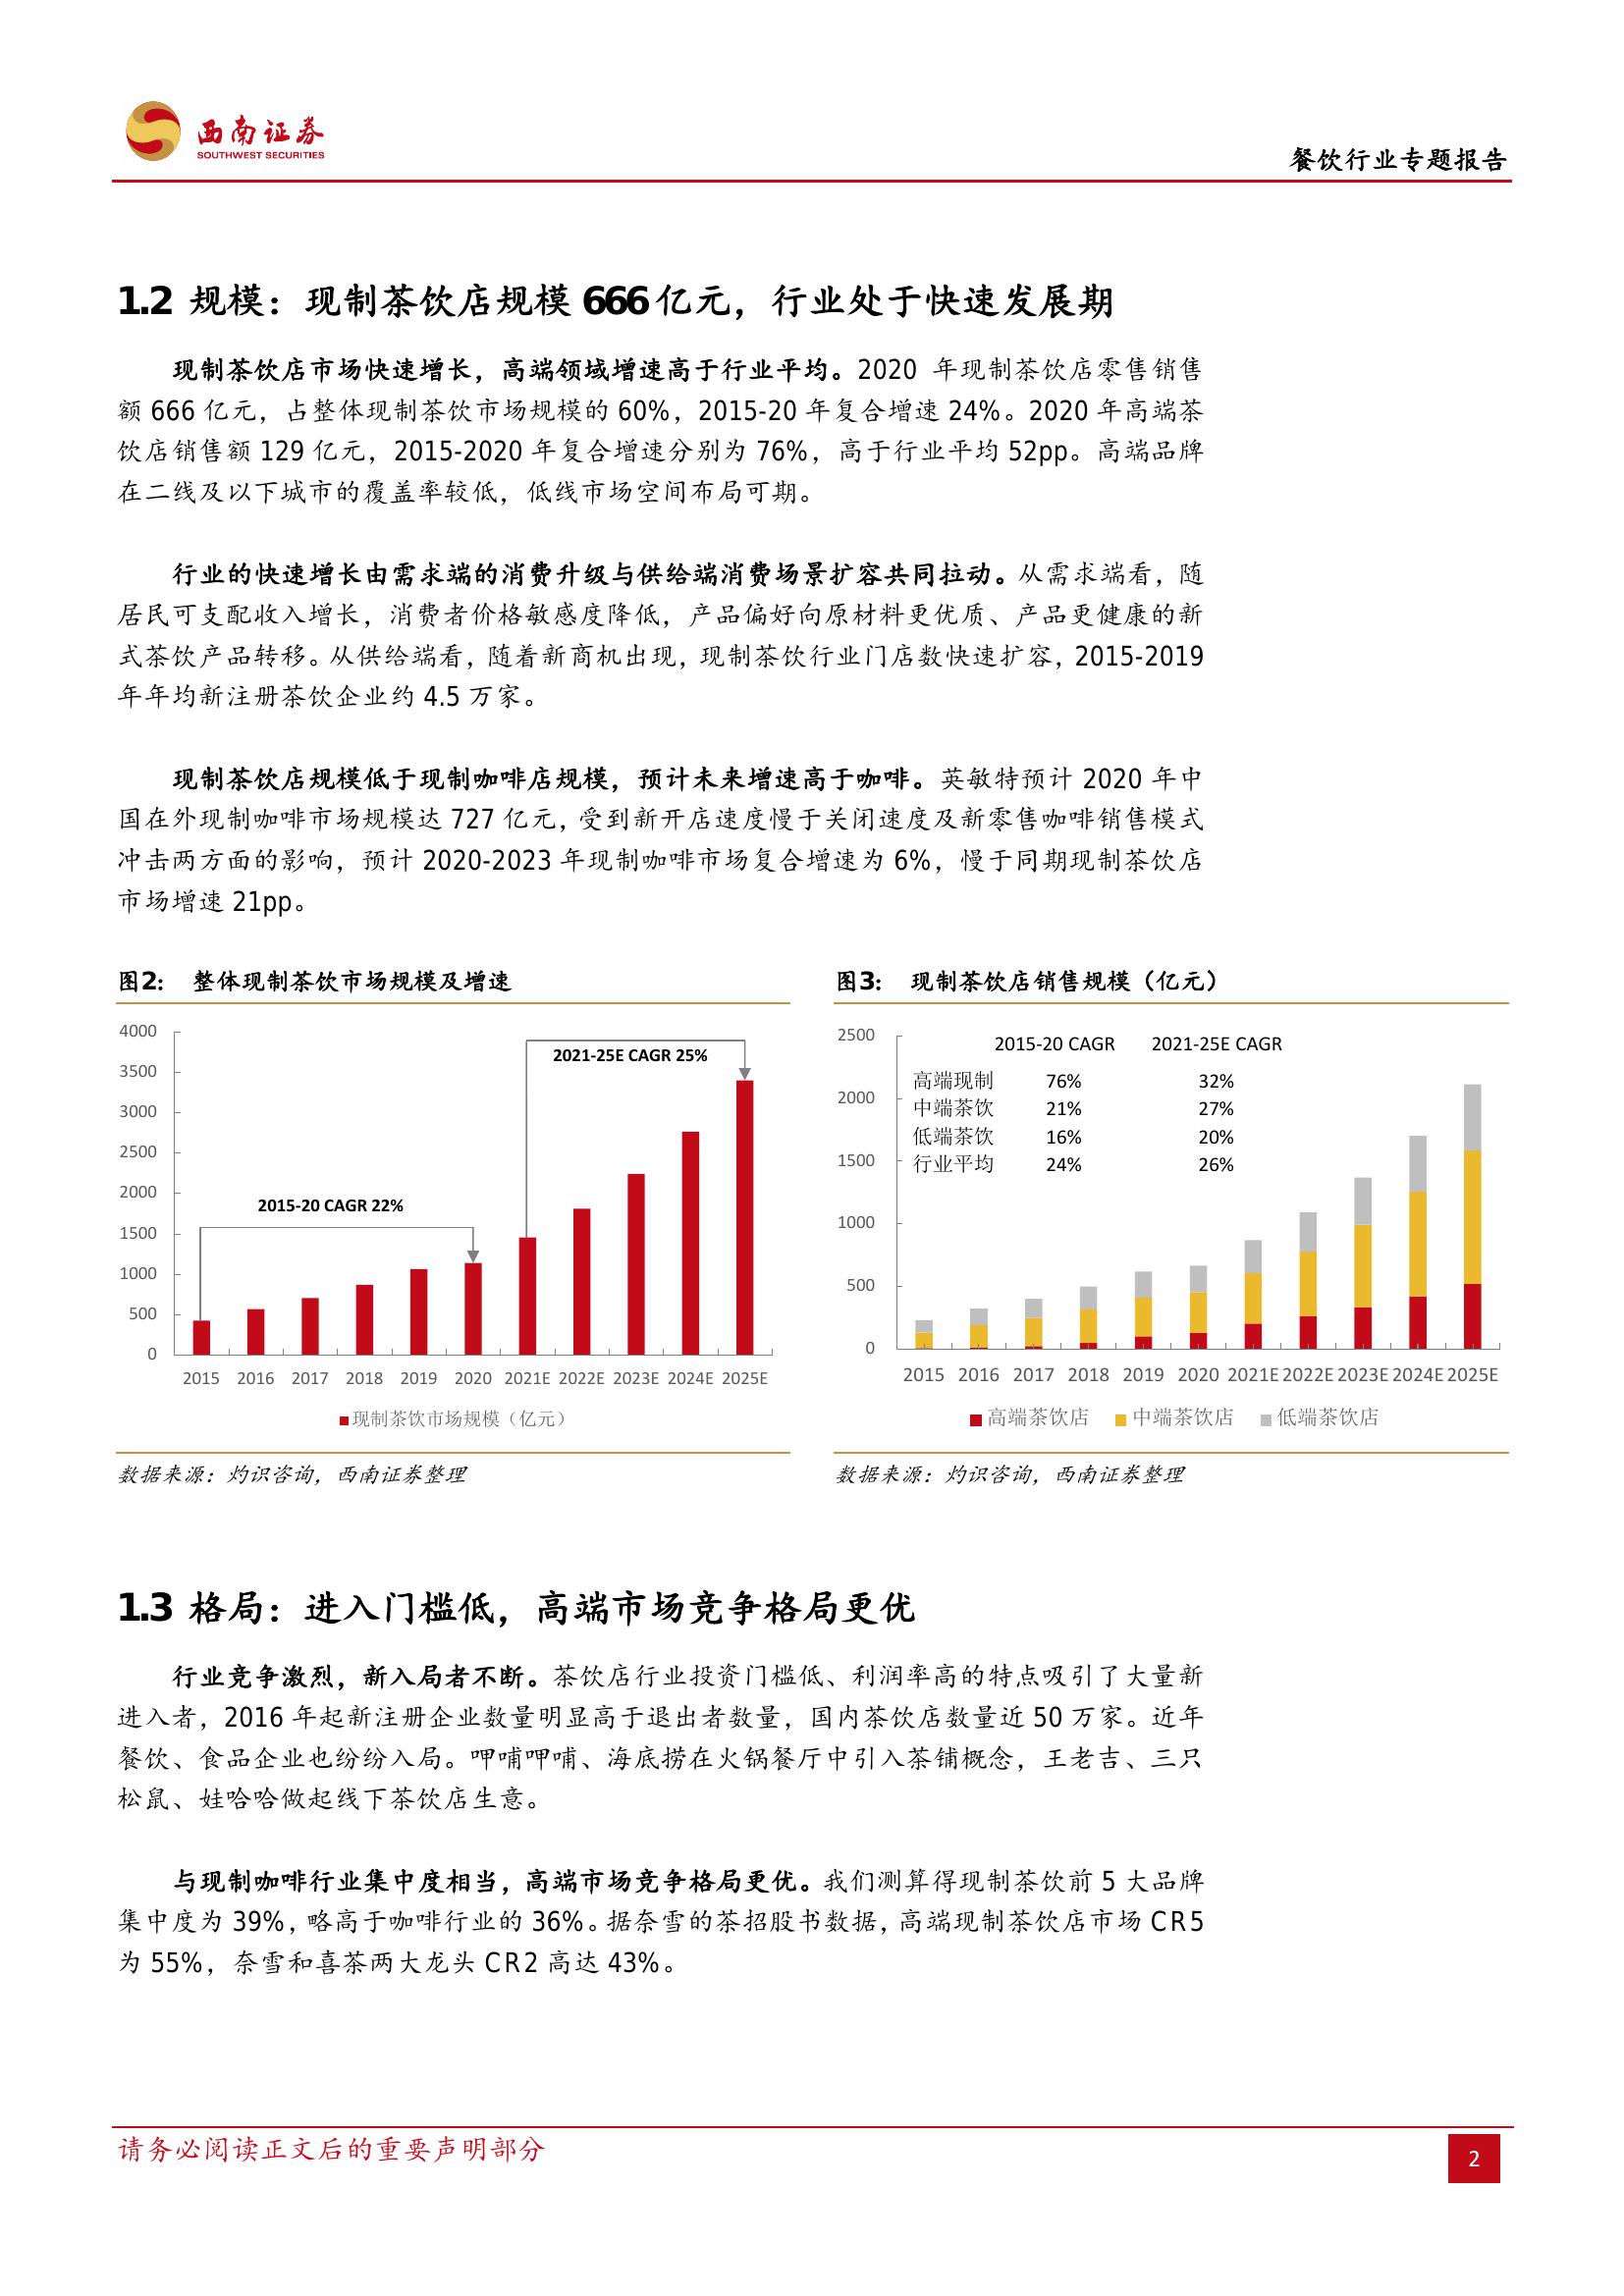 西南证券
SOUTHWEST SECURITIES
餐饮行业专题报告
1.2 规模：现制茶饮店规模 666 亿元，行业处于快速发展期
现制茶饮店市场快速增长，高端领域增速高于行业平均。2020 年现制茶饮店零售销售
额 666 亿元，占整体现制茶饮市场规模的 60%，2015-20 年复合增速 24%。2020 年高端茶
饮店销售额 129 亿元，2015-2020 年复合增速分别为 76%，高于行业平均 52pp。高端品牌
在二线及以下城市的覆盖率较低，低线市场空间布局可期。
行业的快速增长由需求端的消费升级与供给端消费场景扩容共同拉动。从需求端看，随
居民可支配收入增长，消费者价格敏感度降低，产品偏好向原材料更优质、产品更健康的新
式茶饮产品转移。从供给端看，随着新商机出现，现制茶饮行业门店数快速扩容，2015-2019
年年均新注册茶饮企业约 4.5 万家。
现制茶饮店规模低于现制咖啡店规模，预计未来增速高于咖啡。英敏特预计 2020 年中
国在外现制咖啡市场规模达 727 亿元，受到新开店速度慢于关闭速度及新零售咖啡销售模式
冲击两方面的影响，预计 2020-2023 年现制咖啡市场复合增速为 6%，慢于同期现制茶饮店
市场增速 21pp。
图2： 整体现制茶饮市场规模及增速
4000
3500
3000
2500
2000
1500
1000
500
0
2021-25E CAGR 25%
2015-20 CAGR 22%
2015 2016 2017 2018 2019 2020 2021E 2022E 2023E 2024E 2025E
现制茶饮市场规模（亿元）
数据来源：灼识咨询，西南证券整理
图3： 现制茶饮店销售规模（亿元）
2500
2000
1500
1000
500
0
2015-20 CAGR 2021-25E CAGR
高端现制 76% 32%
中端茶饮 21% 27%
低端茶饮 16% 20%
行业平均 24% 26%
2015 2016 2017 2018 2019 2020 2021E 2022E 2023E 2024E 2025E
高端茶饮店 中端茶饮店 低端茶饮店
数据来源：灼识咨询，西南证券整理
1.3 格局：进入门槛低，高端市场竞争格局更优
行业竞争激烈，新入局者不断。茶饮店行业投资门槛低、利润率高的特点吸引了大量新
进入者，2016 年起新注册企业数量明显高于退出者数量，国内茶饮店数量近 50 万家。近年
餐饮、食品企业也纷纷入局。呷哺呷哺、海底捞在火锅餐厅中引入茶铺概念，王老吉、三只
松鼠、娃哈哈做起线下茶饮店生意。
与现制咖啡行业集中度相当，高端市场竞争格局更优。我们测算得现制茶饮前 5 大品牌
集中度为 39%，略高于咖啡行业的 36%。据奈雪的茶招股书数据，高端现制茶饮店市场 CR5
为 55%，奈雪和喜茶两大龙头 CR2 高达 43%。
请务必阅读正文后的重要声明部分
2